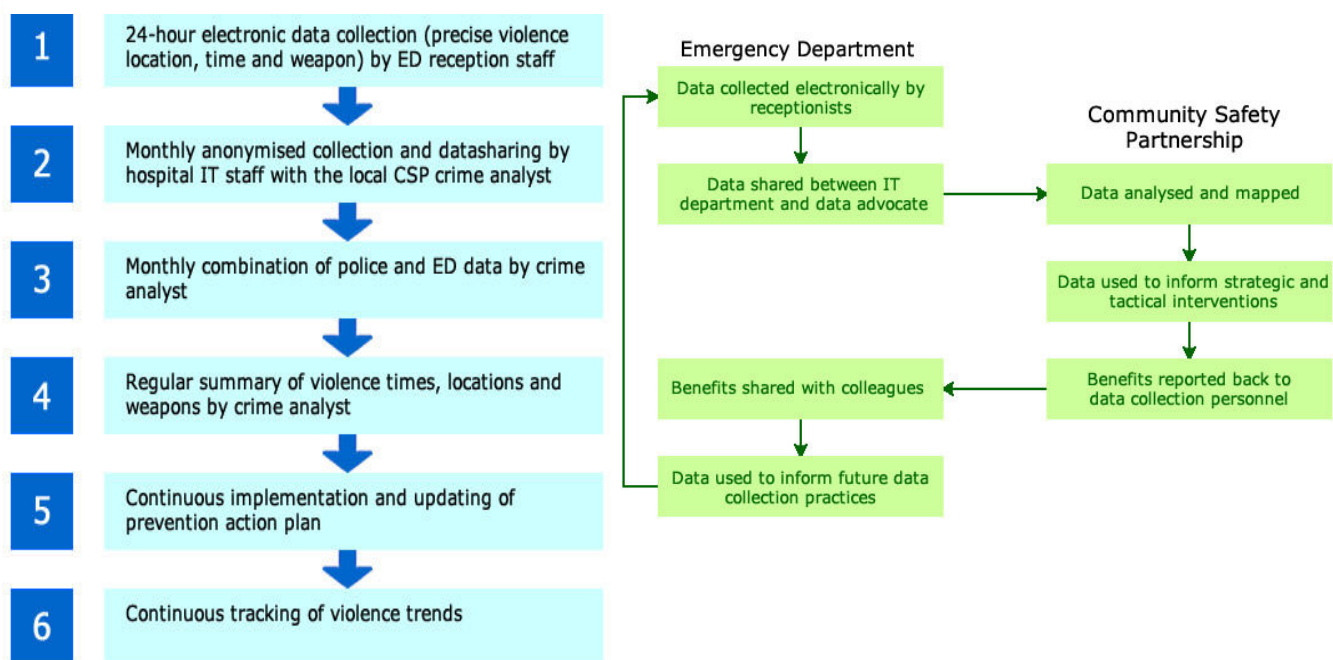 1
24-hour electronic data collection (precise violence
location, time and weapon) by ED reception staff
2
Monthly anonymised collection and datasharing by
hospital IT staff with the local CSP crime analyst
3
Monthly combination of police and ED data by crime
analyst
4
Regular summary of violence times, locations and
weapons by crime analyst
5
Continuous implementation and updating of
prevention action plan
6
Continuous tracking of violence trends
Emergency Department
Data collected electronically by
receptionists
Data shared between IT
department and data advocate
Community Safety
Partnership
Data analysed and mapped
Data used to inform strategic and
tactical interventions
Benefits reported back to
data collection personnel
Benefits shared with colleagues
Data used to inform future data
collection practices